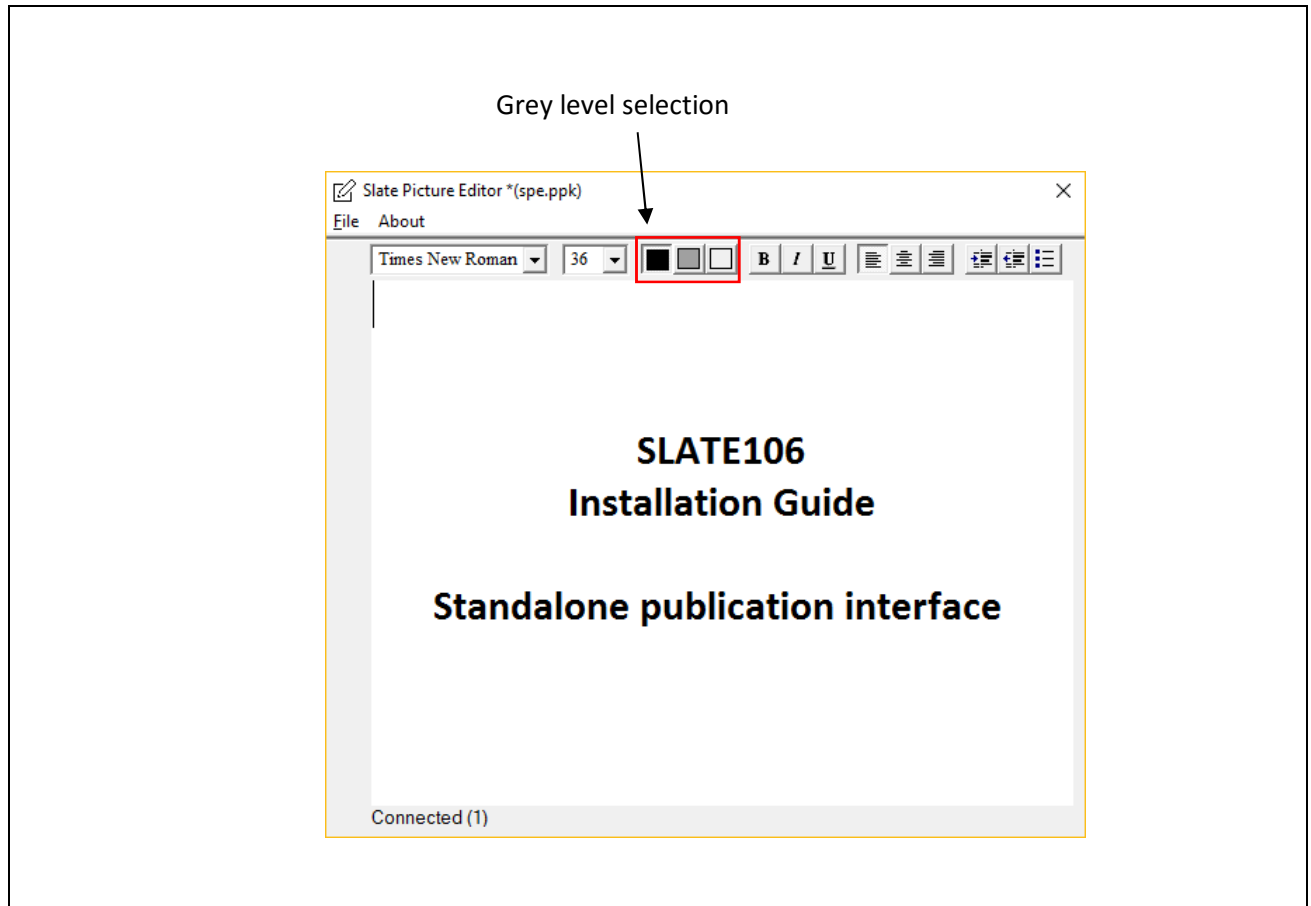 Grey level selection
Slate Picture Editor *(spe.ppk)
File About
Times New Roman 36 B I U
SLATE106
Installation Guide
Standalone publication interface
Connected (1)